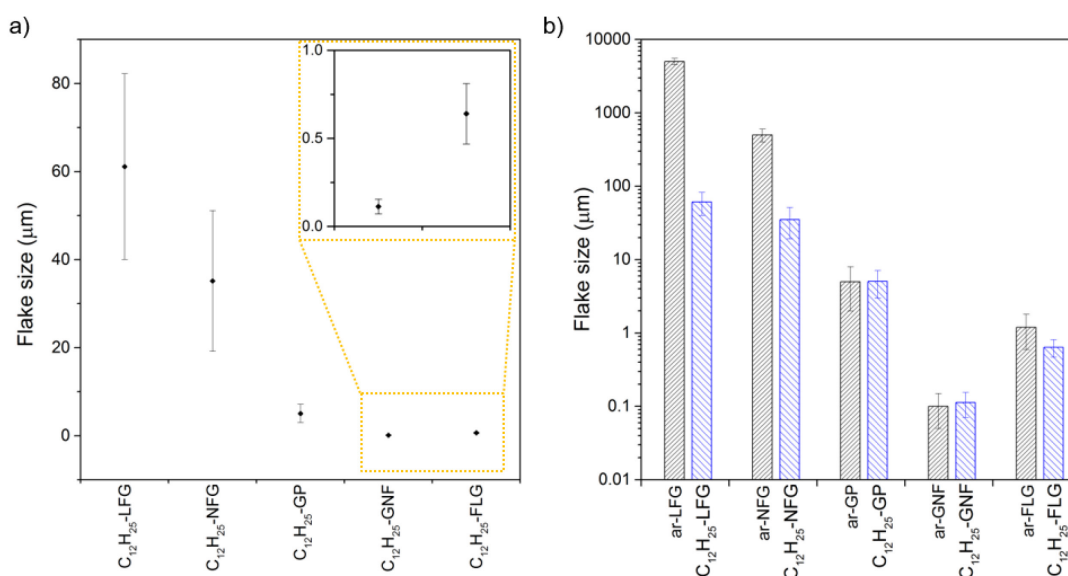 a)
Flake size (μm)
80
60
40
20
0
1.0
0.5
0.0
C₁₂H₂₅-LFG
C₁₂H₂₅-NFG
C₁₂H₂₅-GP
C₁₂H₂₅-GNF
C₁₂H₂₅-FLG
b)
Flake size (μm)
10000
1000
100
10
1
0.1
0.01
ar-LFG
C₁₂H₂₅-LFG
ar-NFG
C₁₂H₂₅-NFG
ar-GP
C₁₂H₂₅-GP
ar-GNF
C₁₂H₂₅-GNF
ar-FLG
C₁₂H₂₅-FLG